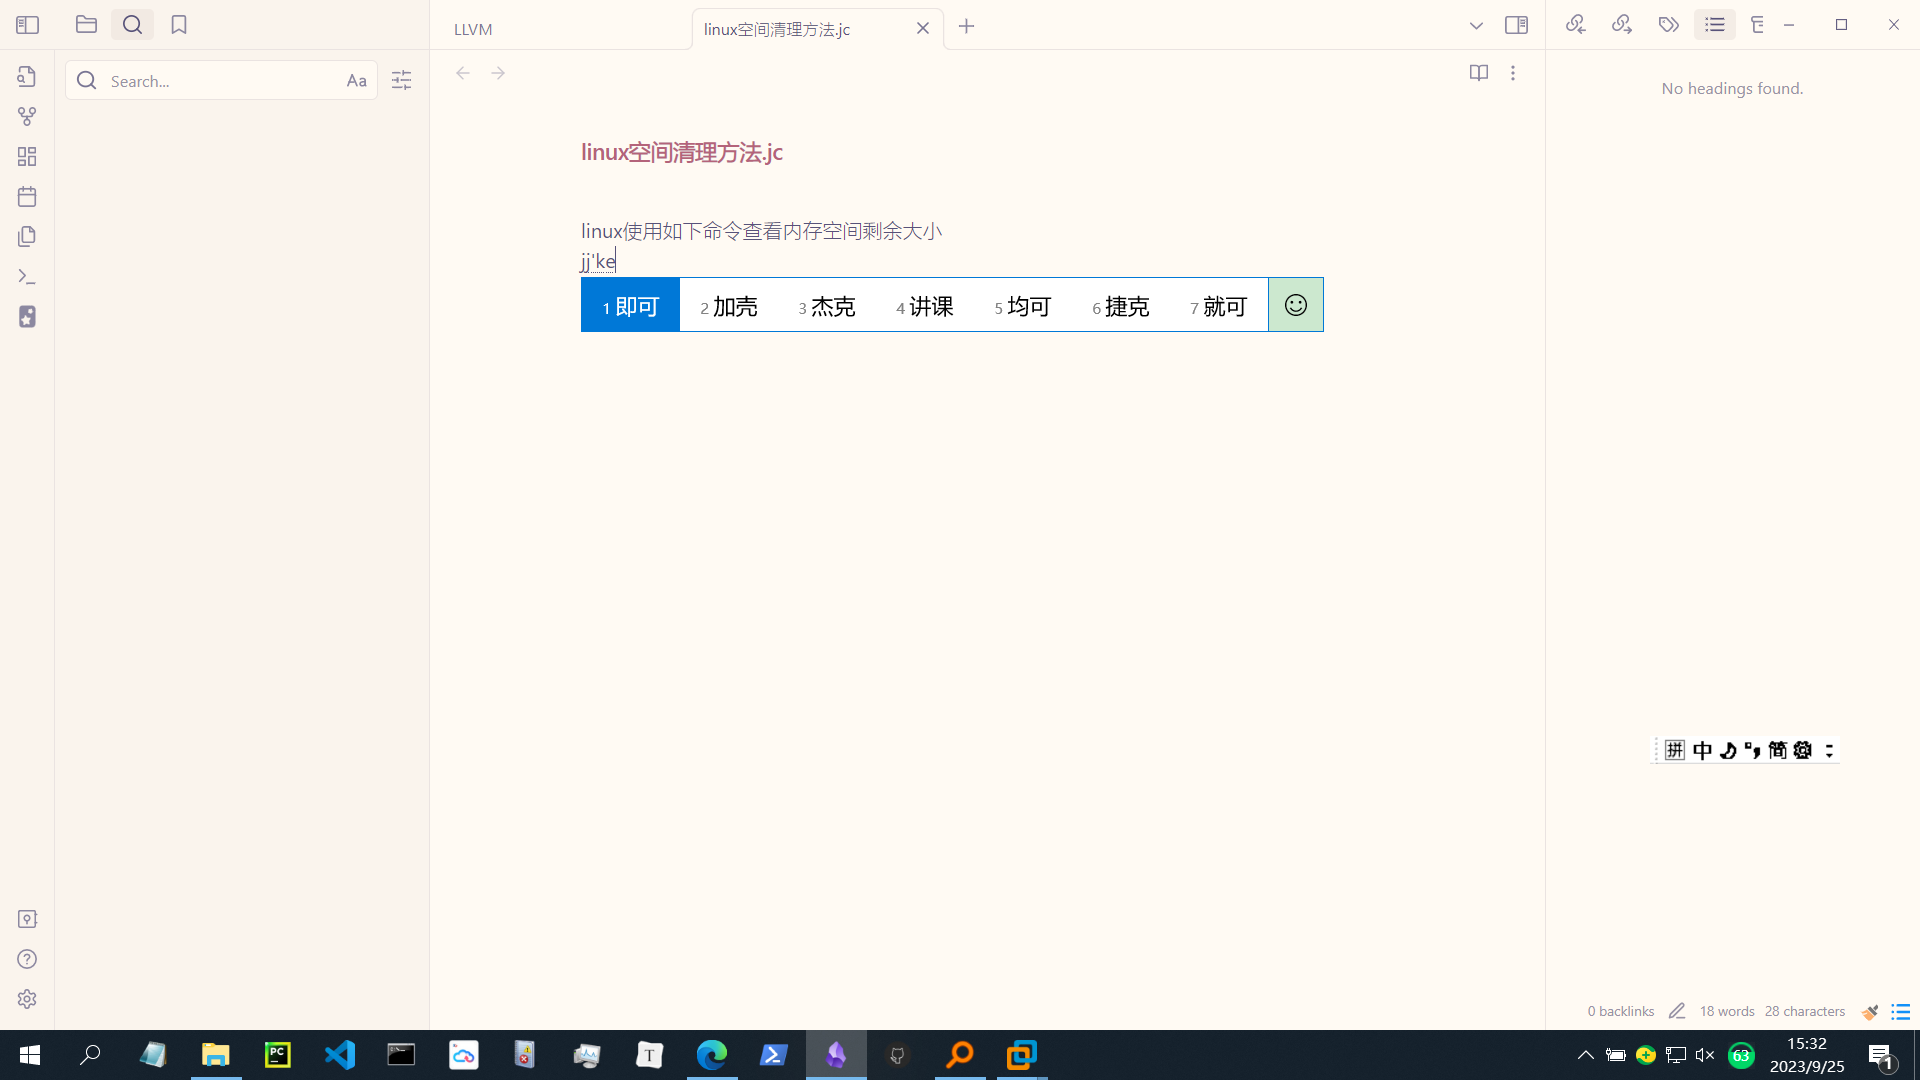 LLVM
linux空间清理方法.jc
Search...
Aa
No headings found.
linux空间清理方法.jc
linux使用如下命令查看内存空间剩余大小
jj'ke
1 即可 2 加壳 3 杰克 4 讲课 5 均可 6 捷克 7 就可
拼 中 简
0 backlinks 18 words 28 characters
PC
T
63
15:32
2023/9/25
1